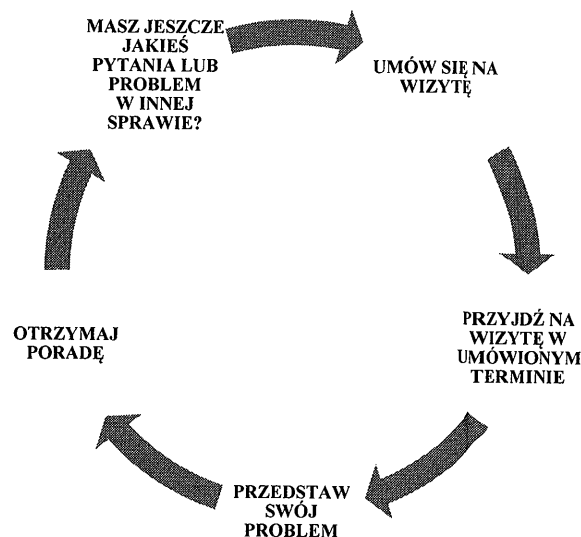 MASZ JESZCZE
JAKIEŚ
PYTANIA LUB
PROBLEM
W INNEJ
SPRAWIE?
UMÓW SIĘ NA
WIZYTĘ
PRZYJDŹ NA
WIZYTĘ W
UMÓWIONYM
TERMINIE
PRZEDSTAW
SWÓJ
PROBLEM
OTRZYMAJ
PORADĘ